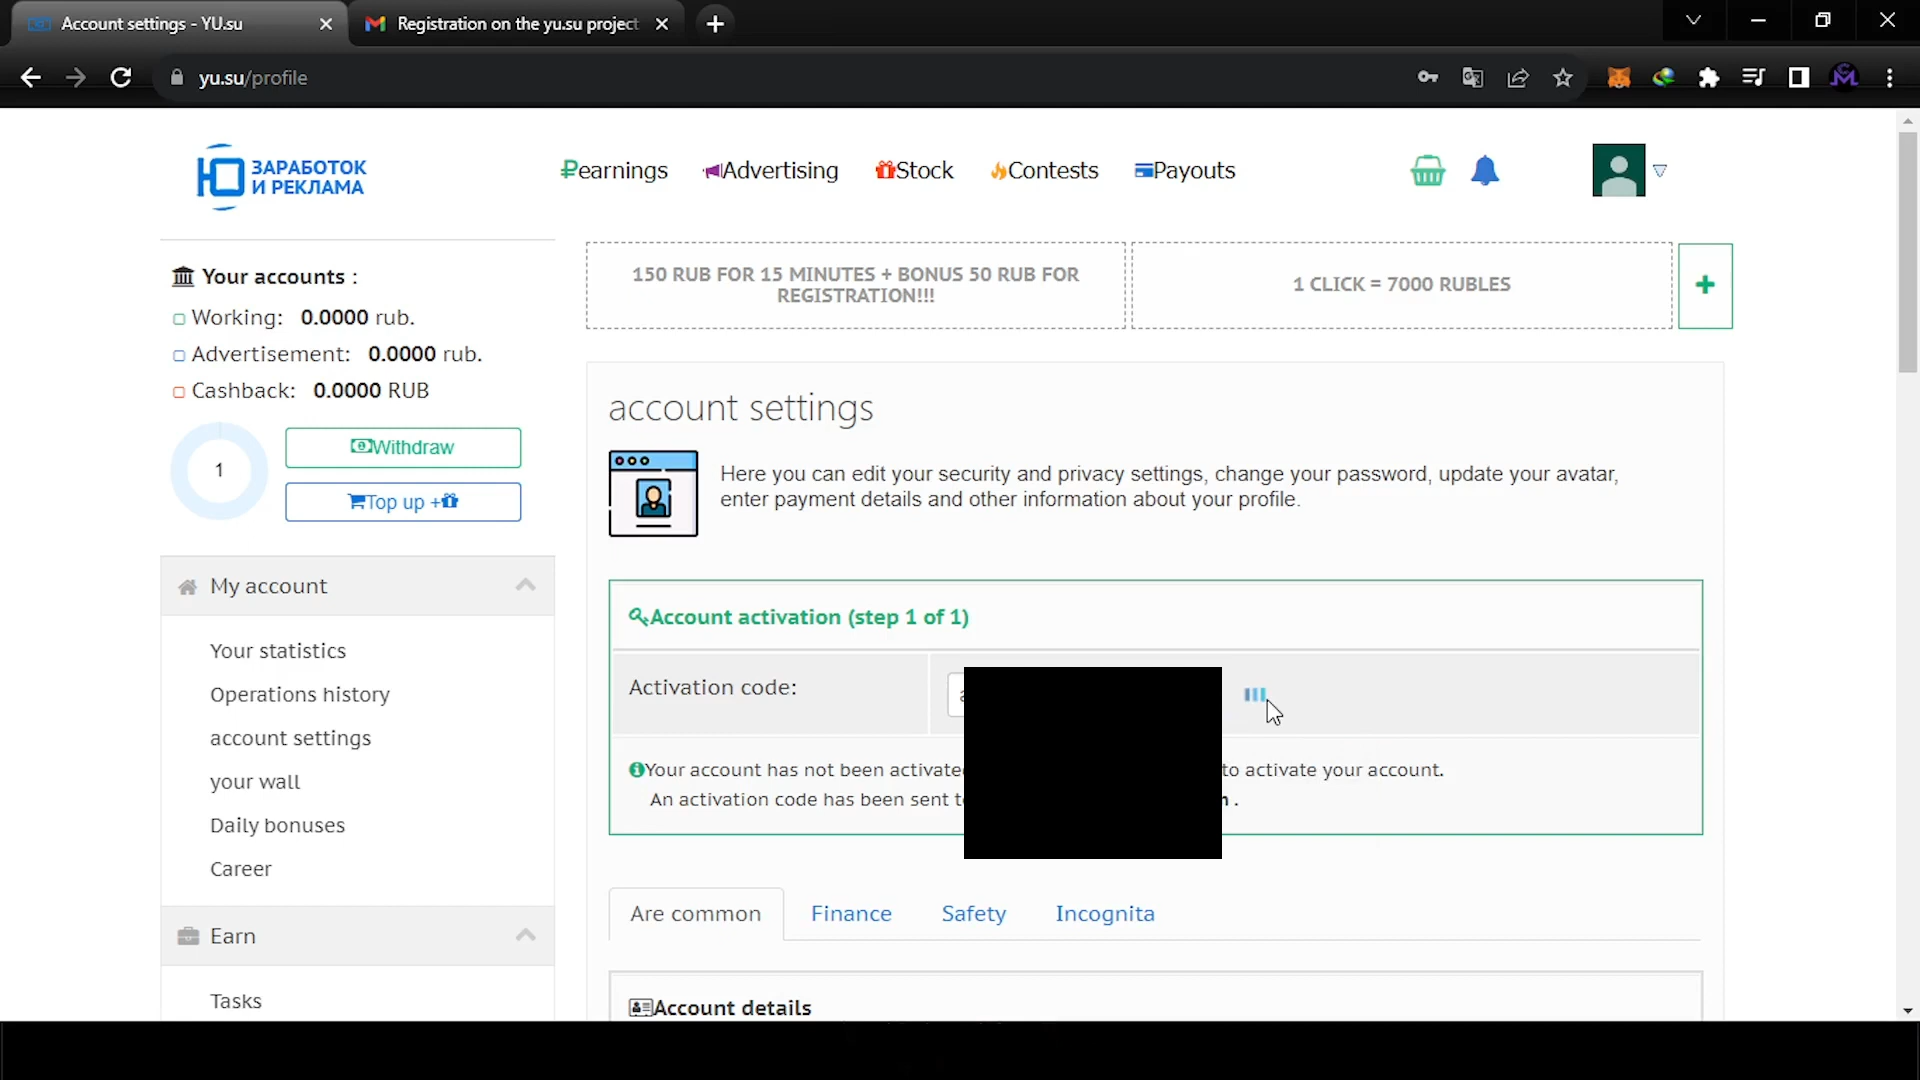 Account settings - YU.su
Registration on the yu.su project
yu.su/profile
ЗАРАБОТОК
И РЕКЛАМА
earnings
Advertising
Stock
Contests
Payouts
Your accounts :
Working: 0.0000 rub.
Advertisement: 0.0000 rub.
Cashback: 0.0000 RUB
1
Withdraw
Top up +
150 RUB FOR 15 MINUTES + BONUS 50 RUB FOR
REGISTRATION!!!
1 CLICK = 7000 RUBLES
account settings
Here you can edit your security and privacy settings, change your password, update your avatar,
enter payment details and other information about your profile.
Account activation (step 1 of 1)
Activation code:
Your account has not been to activate your account.
An activation code has been sent
My account
Your statistics
Operations history
account settings
your wall
Daily bonuses
Career
Earn
Tasks
Are common
Finance
Safety
Incognita
Account details